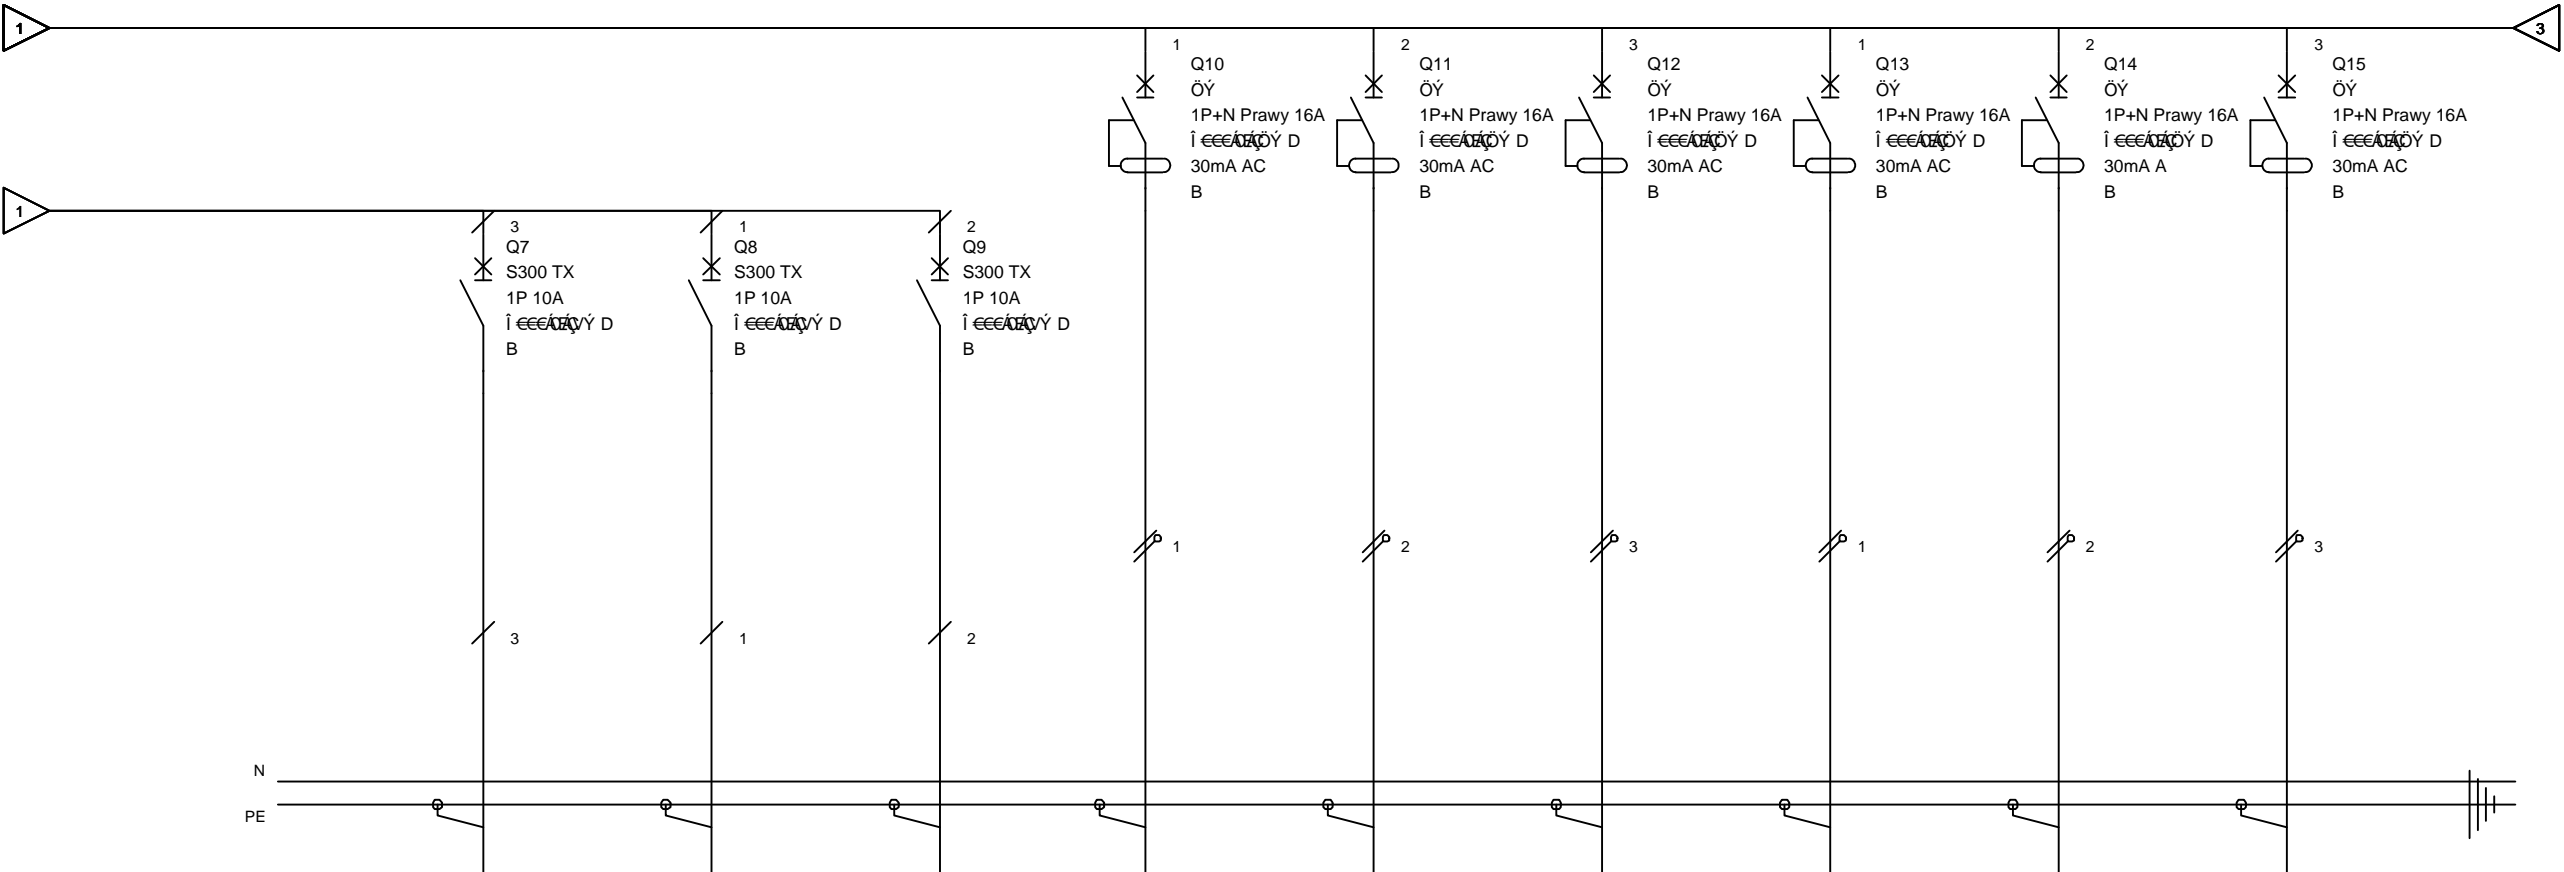 1
3
1
Q10
ÖÝ
1P+N Prawy 16A
30mA AC
B
2
Q11
ÖÝ
1P+N Prawy 16A
30mA AC
B
3
Q12
ÖÝ
1P+N Prawy 16A
30mA AC
B
1
Q13
ÖÝ
1P+N Prawy 16A
30mA AC
B
2
Q14
ÖÝ
1P+N Prawy 16A
30mA A
B
3
Q15
ÖÝ
1P+N Prawy 16A
30mA AC
B
1
3
Q7
S300 TX
1P 10A
B
1
Q8
S300 TX
1P 10A
B
2
Q9
S300 TX
1P 10A
B
1
2
3
1
2
3
3
1
2
N
PE